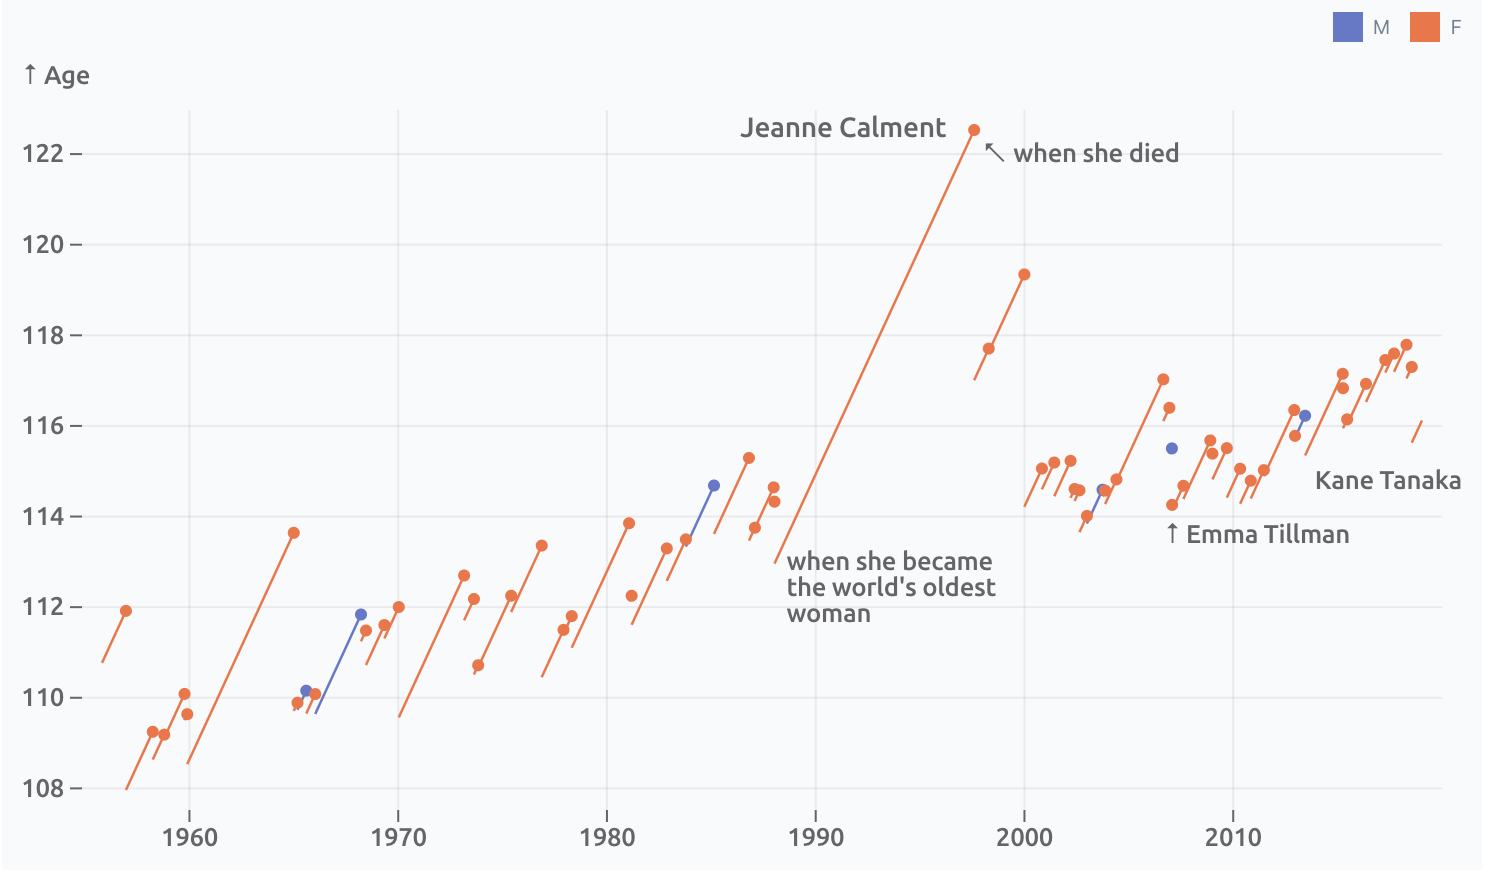 M F
↑ Age
Jeanne Calment
↖ when she died
122
120
118
116
Kane Tanaka
114
↑ Emma Tillman
when she became
the world's oldest
woman
112
110
108
1960 1970 1980 1990 2000 2010